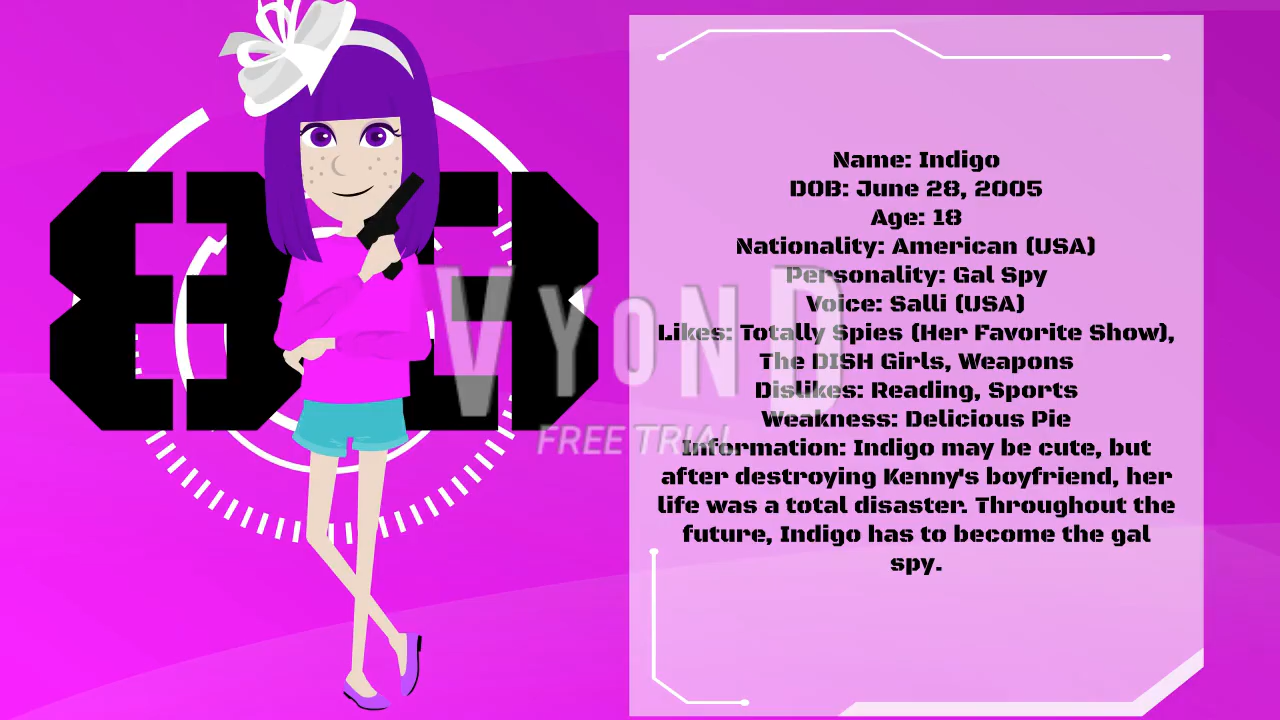 Name: Indigo
DOB: June 28, 2005
Age: 18
Nationality: American (USA)
Personality: Gal Spy
Voice: Salli (USA)
Likes: Totally Spies (Her Favorite Show),
The DISH Girls, Weapons
Dislikes: Reading, Sports
Weakness: Delicious Pie
Information: Indigo may be cute, but
after destroying Kenny's boyfriend, her
life was a total disaster. Throughout the
future, Indigo has to become the gal
spy.
VYOND
FREE TRIAL